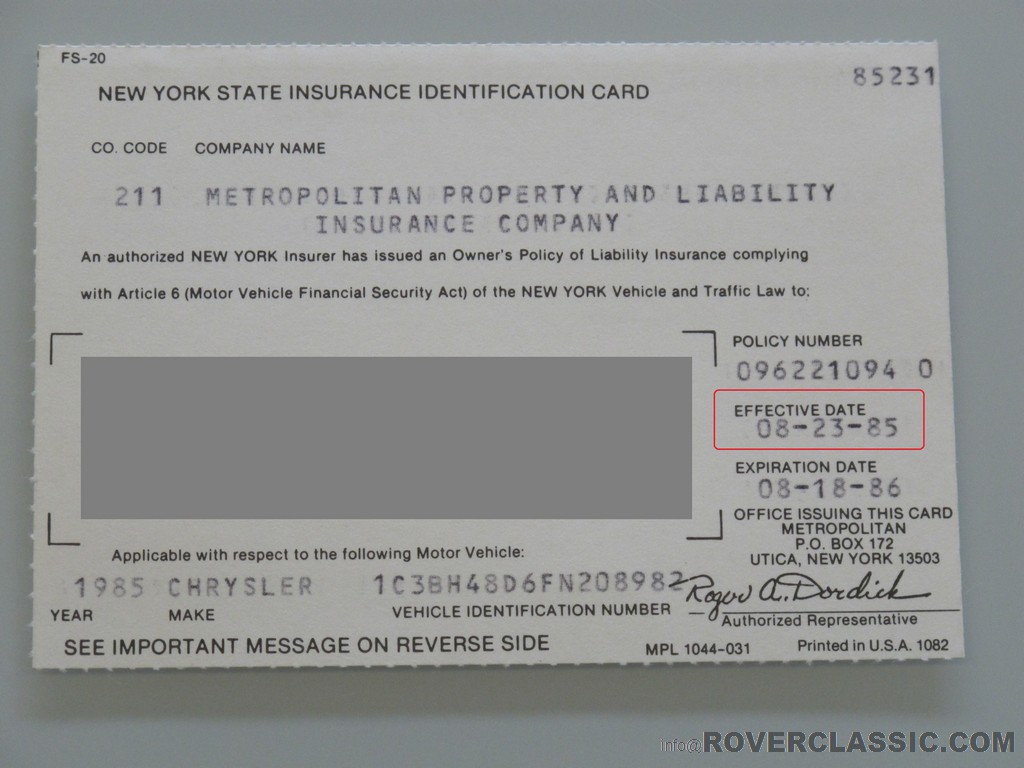 FS-20
85231
NEW YORK STATE INSURANCE IDENTIFICATION CARD
CO. CODE COMPANY NAME
211 METROPOLITAN PROPERTY AND LIABILITY
INSURANCE COMPANY
An authorized NEW YORK Insurer has issued an Owner's Policy of Liability Insurance complying
with Article 6 (Motor Vehicle Financial Security Act) of the NEW YORK Vehicle and Traffic Law to:
POLICY NUMBER
096221094 0
EFFECTIVE DATE
08-23-85
EXPIRATION DATE
08-18-86
OFFICE ISSUING THIS CARD
METROPOLITAN
P.O. BOX 172
UTICA, NEW YORK 13503
Applicable with respect to the following Motor Vehicle:
1985 CHRYSLER 1C3BH48D6FN208982
Roger A. Dordick
YEAR MAKE VEHICLE IDENTIFICATION NUMBER
Authorized Representative
SEE IMPORTANT MESSAGE ON REVERSE SIDE
MPL 1044-031 Printed in U.S.A. 1082
Info@ROVERCLASSIC.COM